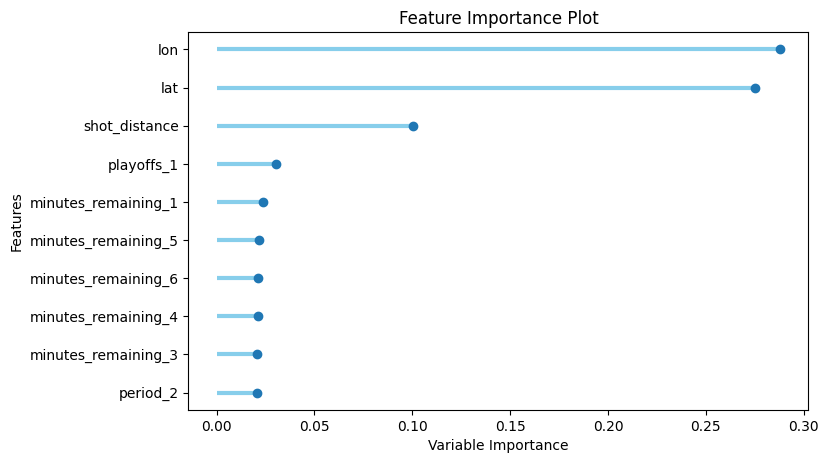 Feature Importance Plot
Features
lon
lat
shot_distance
playoffs_1
minutes_remaining_1
minutes_remaining_5
minutes_remaining_6
minutes_remaining_4
minutes_remaining_3
period_2
0.00 0.05 0.10 0.15 0.20 0.25 0.30
Variable Importance